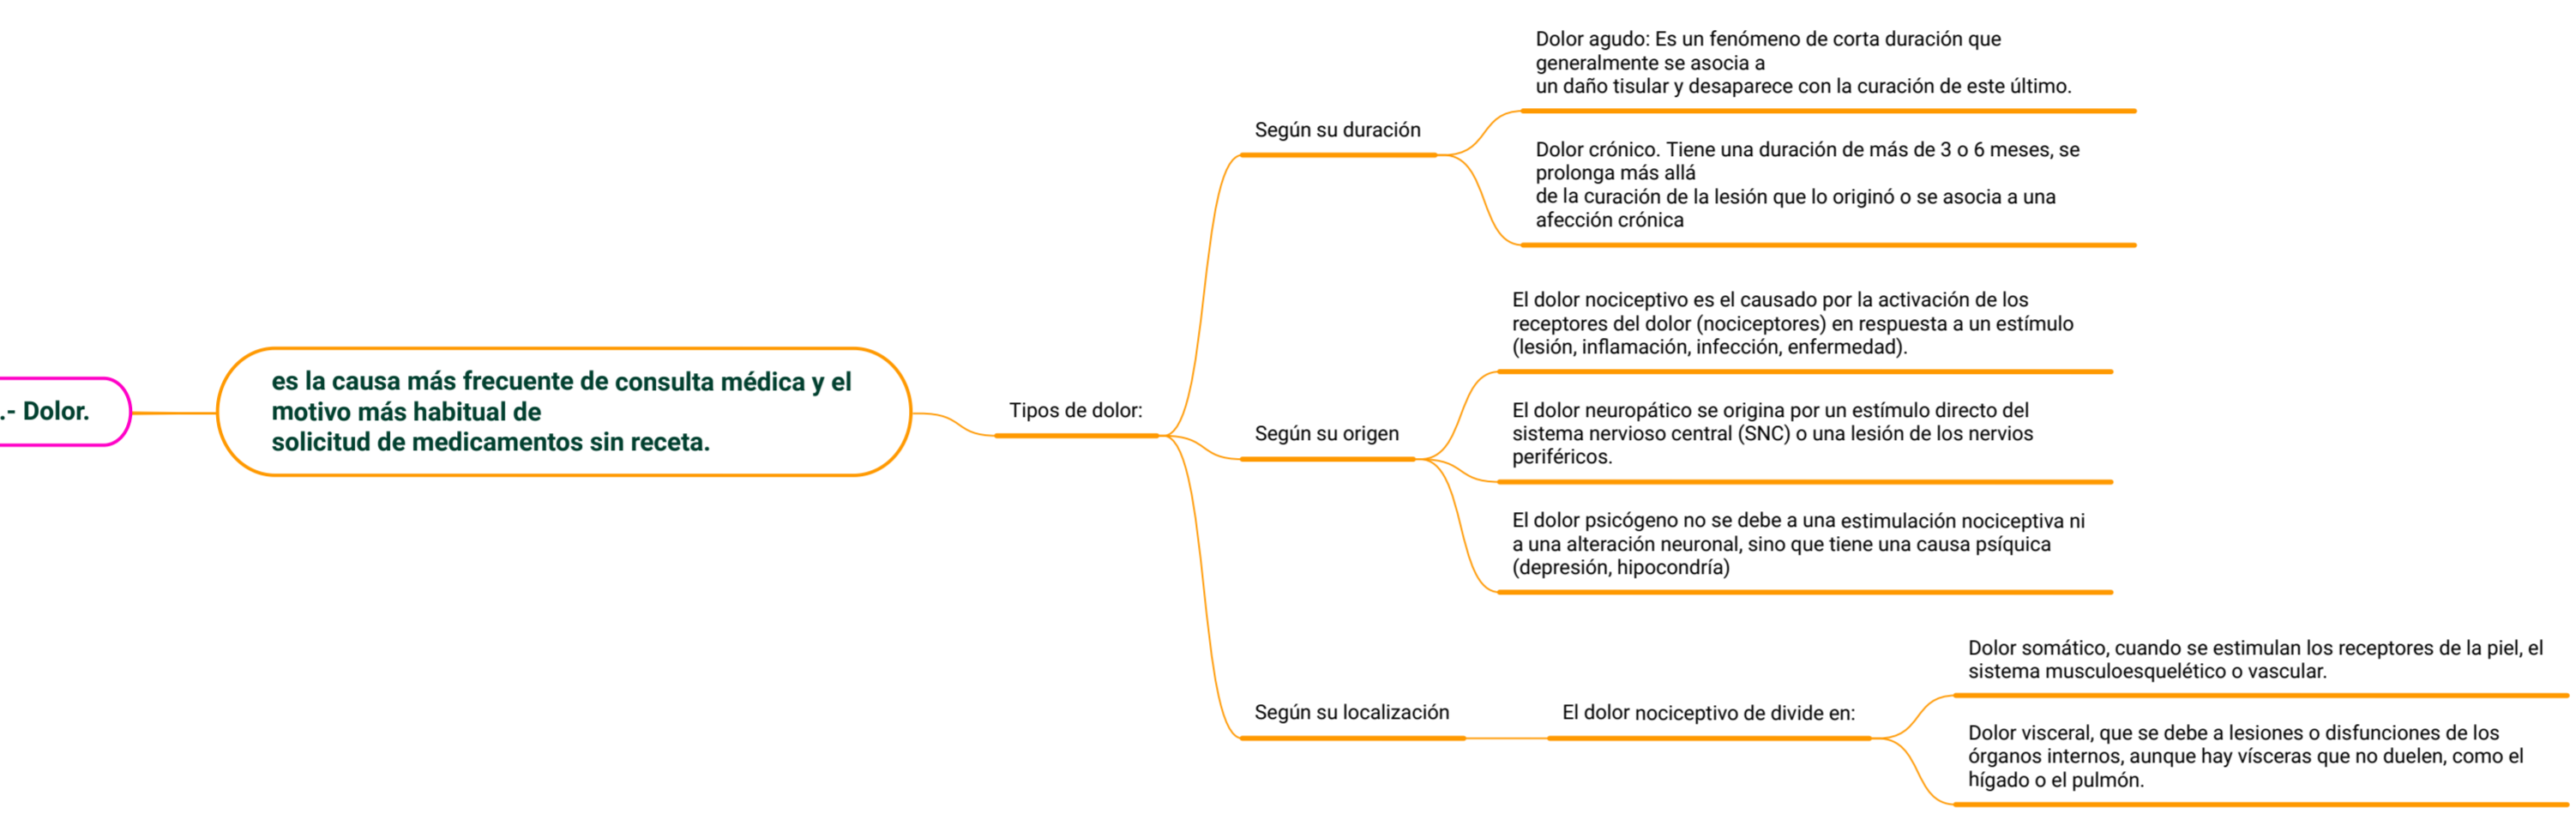 .- Dolor.
es la causa más frecuente de consulta médica y el
motivo más habitual de
solicitud de medicamentos sin receta.
Tipos de dolor:
Según su duración
Dolor agudo: Es un fenómeno de corta duración que
generalmente se asocia a
un daño tisular y desaparece con la curación de este último.
Dolor crónico. Tiene una duración de más de 3 o 6 meses, se
prolonga más allá
de la curación de la lesión que lo originó o se asocia a una
afección crónica
Según su origen
El dolor nociceptivo es el causado por la activación de los
receptores del dolor (nociceptores) en respuesta a un estímulo
(lesión, inflamación, infección, enfermedad).
El dolor neuropático se origina por un estímulo directo del
sistema nervioso central (SNC) o una lesión de los nervios
periféricos.
El dolor psicógeno no se debe a una estimulación nociceptiva ni
a una alteración neuronal, sino que tiene una causa psíquica
(depresión, hipocondría)
Según su localización
El dolor nociceptivo de divide en:
Dolor somático, cuando se estimulan los receptores de la piel, el
sistema musculoesquelético o vascular.
Dolor visceral, que se debe a lesiones o disfunciones de los
órganos internos, aunque hay vísceras que no duelen, como el
hígado o el pulmón.